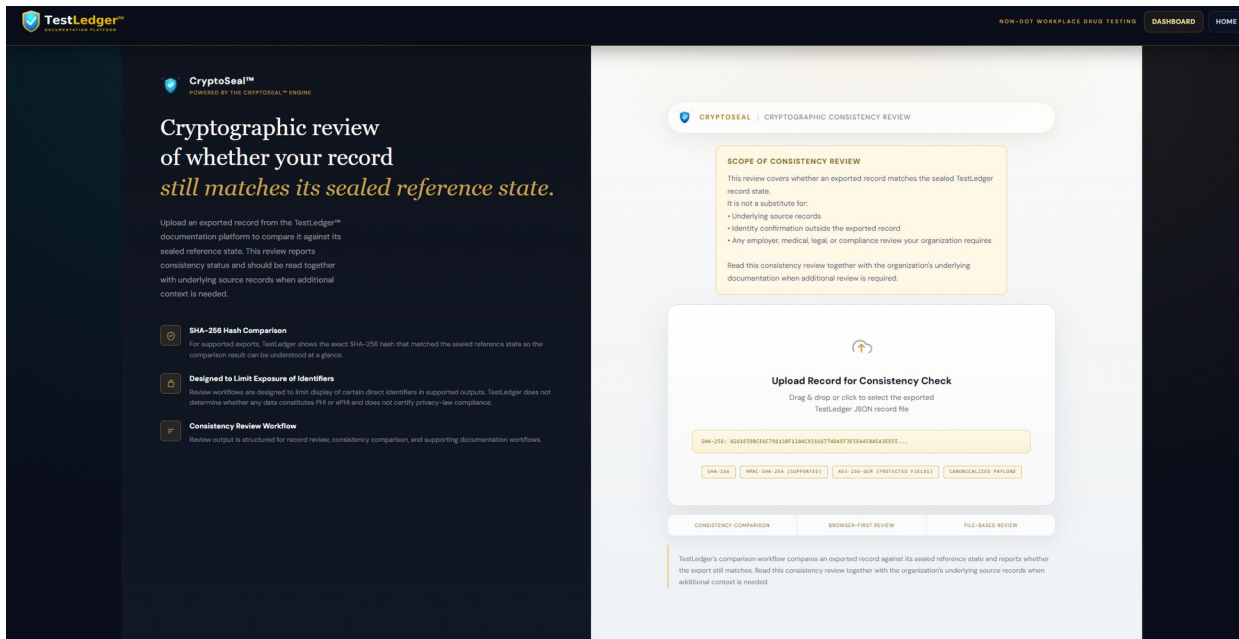 TestLedger™
DOCUMENTATION PLATFORM
NON-DOT WORKPLACE DRUG TESTING
DASHBOARD
HOME
CryptoSeal™
POWERED BY THE CRYPTOSEAL™ ENGINE
Cryptographic review
of whether your record
still matches its sealed reference state.
Upload an exported record from the TestLedger™
documentation platform to compare it against its
sealed reference state. This review reports
consistency status and should be read together
with underlying source records when additional
context is needed.
SHA-256 Hash Comparison
For supported exports, TestLedger shows the exact SHA-256 hash that matched the sealed reference state so the
comparison result can be understood at a glance.
Designed to Limit Exposure of Identifiers
Review workflows are designed to limit display of certain direct identifiers in supported outputs. TestLedger does not
determine whether any data constitutes PHI or ePHI and does not certify privacy-law compliance.
Consistency Review Workflow
Review output is structured for record review, consistency comparison, and supporting documentation workflows.
CRYPTOSEAL | CRYPTOGRAPHIC CONSISTENCY REVIEW
SCOPE OF CONSISTENCY REVIEW
This review covers whether an exported record matches the sealed TestLedger
record state.
It is not a substitute for:
• Underlying source records
• Identity confirmation outside the exported record
• Any employer, medical, legal, or compliance review your organization requires
Read this consistency review together with the organization's underlying
documentation when additional review is required.
Upload Record for Consistency Check
Drag & drop or click to select the exported
TestLedger JSON record file
SHA-256:
SHA-256
HMAC-SHA-256 (SUPPORTED)
AES-256-GCM (PROTECTED FIELDS)
CANONICALIZED PAYLOAD
CONSISTENCY COMPARISON
BROWSER-FIRST REVIEW
FILE-BASED REVIEW
TestLedger's comparison workflow compares an exported record against its sealed reference state and reports whether
the export still matches. Read this consistency review together with the organization's underlying source records when
additional context is needed.